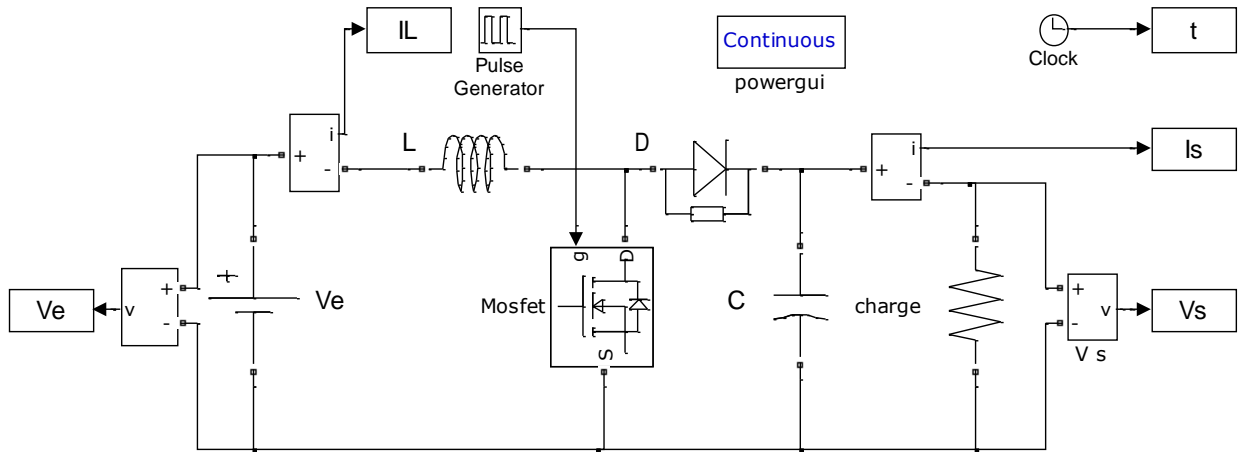 IL
Pulse
Generator
Continuous
powergui
Clock
t
i
+
-
L
D
i
+
-
Is
g
D
Mosfet
S
Ve
v
+
-
+
Ve
C
charge
+
-
v
Vs
V s